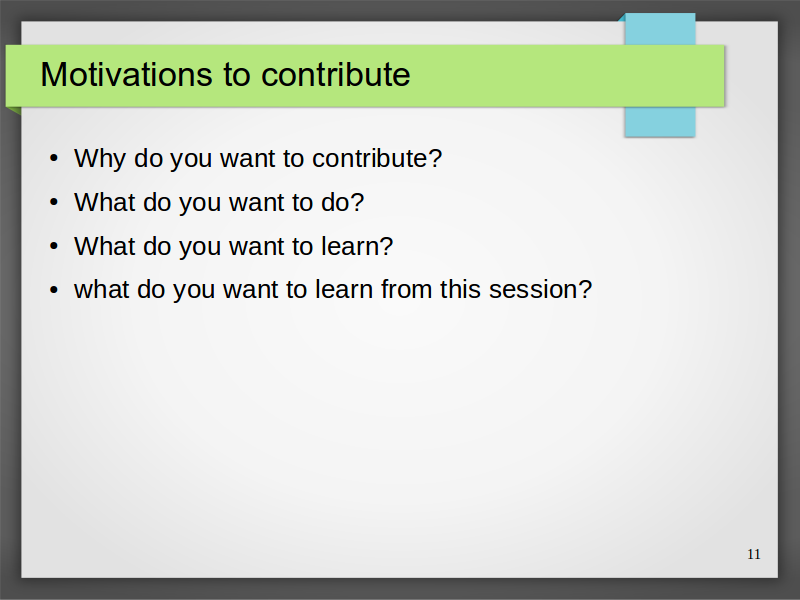 Motivations to contribute
• Why do you want to contribute?
• What do you want to do?
• What do you want to learn?
• what do you want to learn from this session?
11